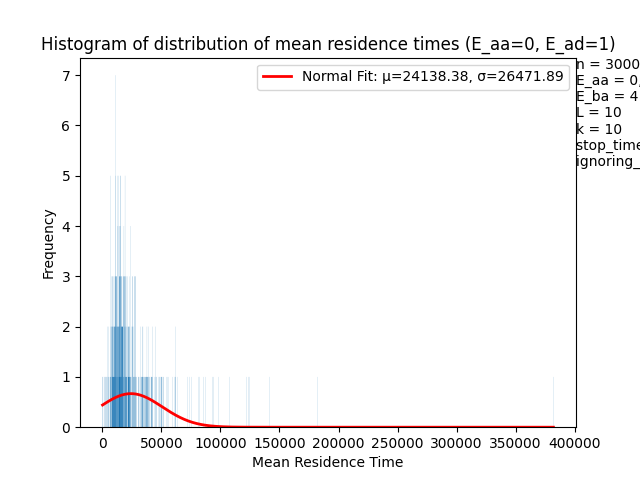 Histogram of distribution of mean residence times (E_aa=0, E_ad=1)
Normal Fit: μ=24138.38, σ=26471.89
n = 3000
E_aa = 0,
E_ba = 4
L = 10
k = 10
stop_time
ignoring_
Frequency
7
6
5
4
3
2
1
0
0 50000 100000 150000 200000 250000 300000 350000 400000
Mean Residence Time